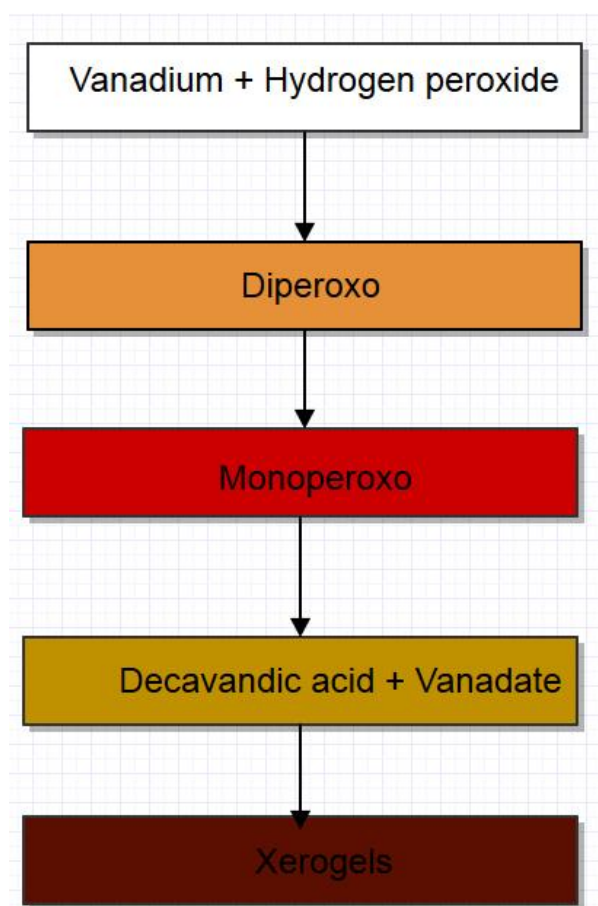 Vanadium + Hydrogen peroxide
Diperoxo
Monoperoxo
Decavandic acid + Vanadate
Xerogels